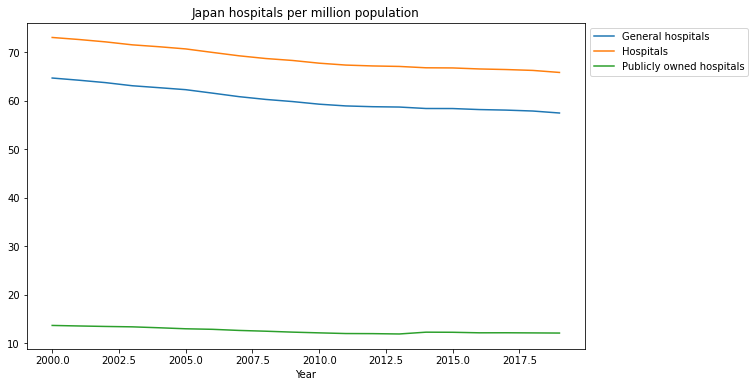 Japan hospitals per million population
General hospitals
Hospitals
Publicly owned hospitals
70
60
50
40
30
20
10
2000.0 2002.5 2005.0 2007.5 2010.0 2012.5 2015.0 2017.5
Year